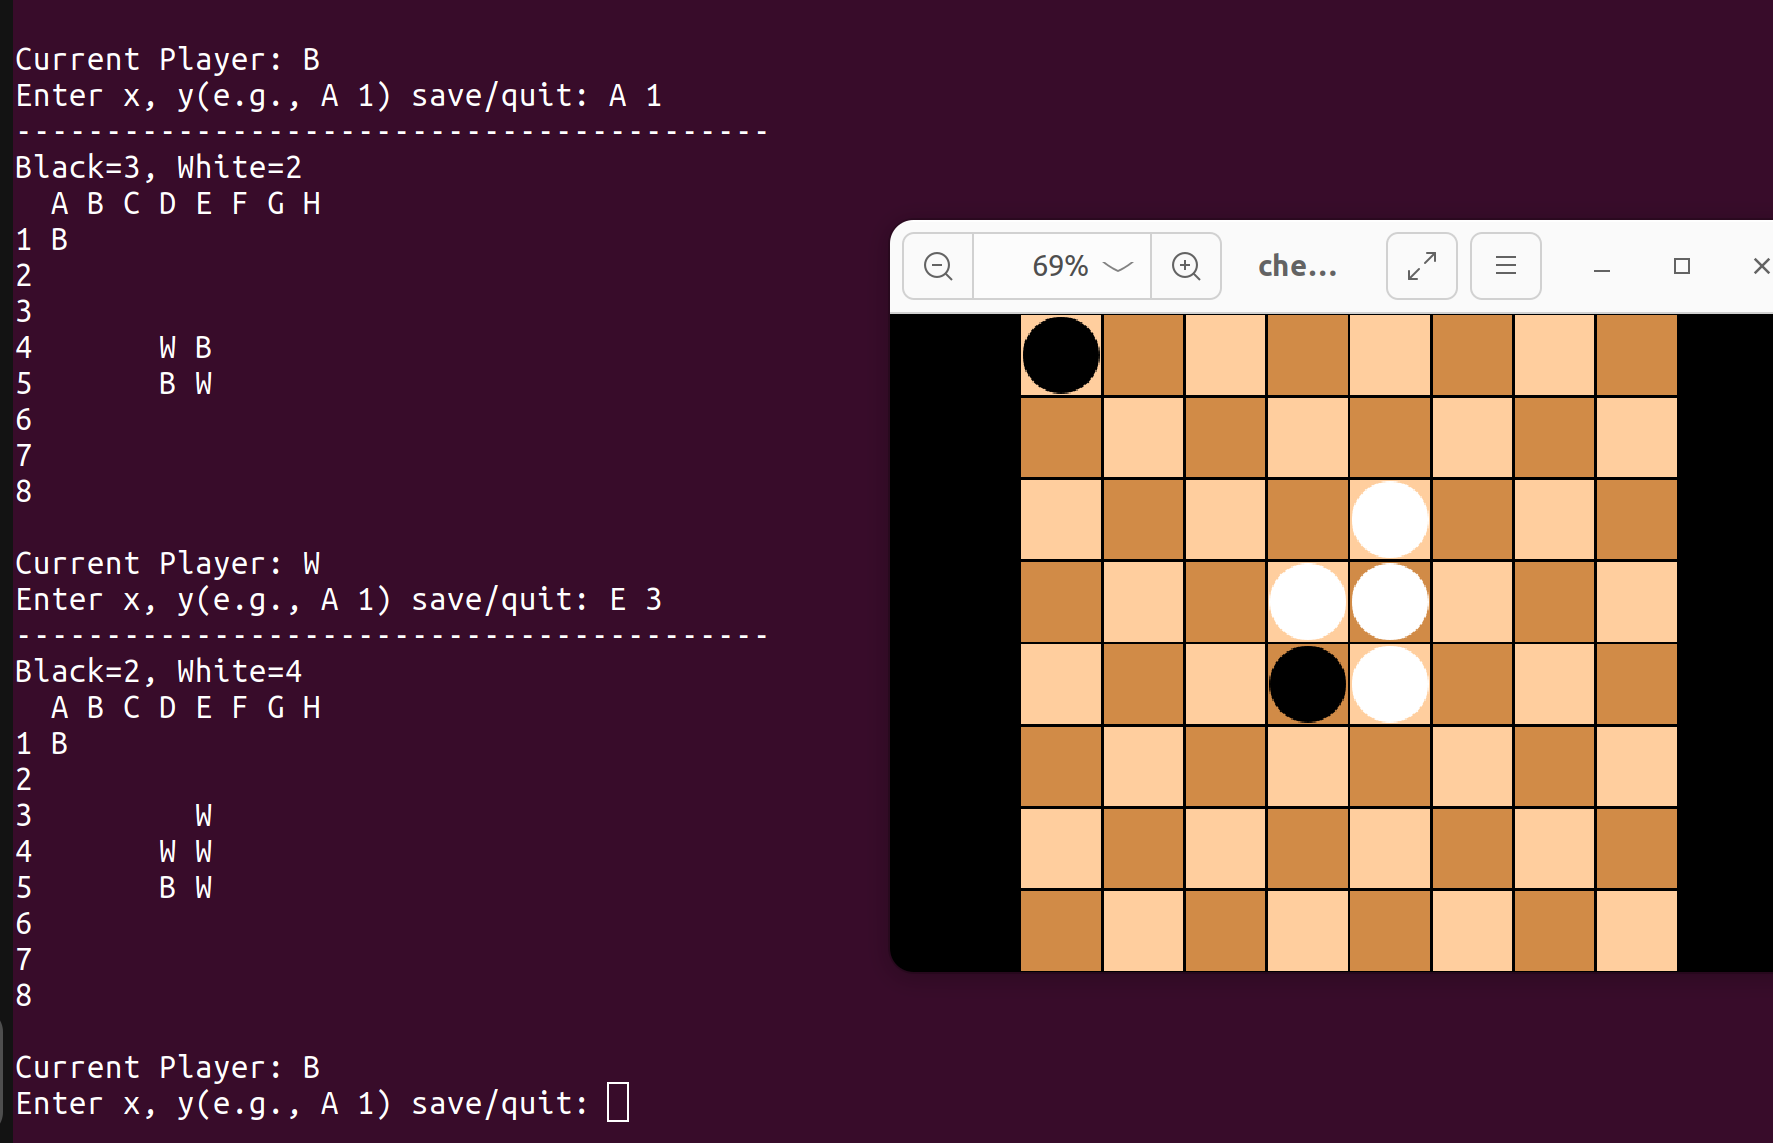 Current Player: B
Enter x, y(e.g., A 1) save/quit: A 1
------------------------------------------
Black=3, White=2
  A B C D E F G H
1 B
2
3
4       W B
5       B W
6
7
8
Current Player: W
Enter x, y(e.g., A 1) save/quit: E 3
------------------------------------------
Black=2, White=4
  A B C D E F G H
1 B
2
3         W
4       W W
5       B W
6
7
8
Current Player: B
Enter x, y(e.g., A 1) save/quit:
69% che...